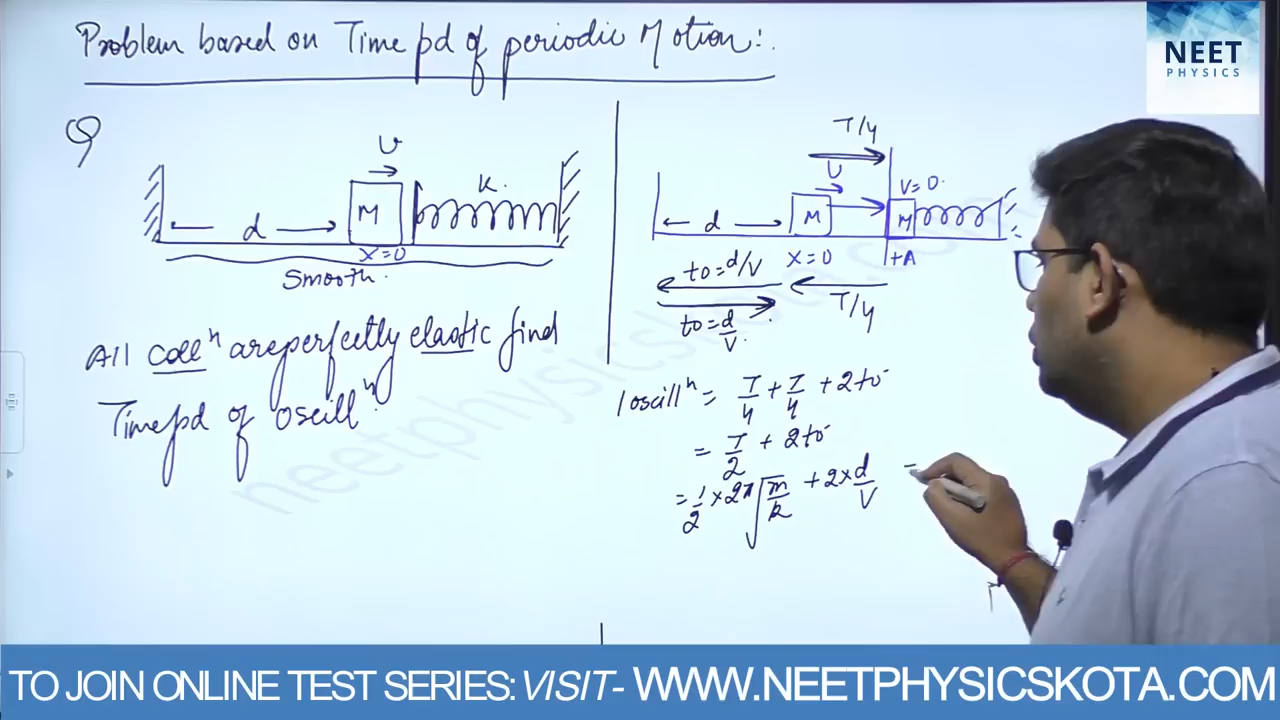 Problem based on Time pd of periodic Motion:.
NEET
PHYSICS
Q
v
M
k.
d
x=0
Smooth.
All collⁿ are perfectly elastic find
Time pd of oscillⁿ.
T/4
v
v=0.
d
M
M
to=d/v
x=0
+A
to=d/v.
T/4
1 oscillⁿ = T/4 + T/4 + 2to
= T/2 + 2to
= 1/2 × 2π√m/k + 2×d/v =
neetphysicskota.com
TO JOIN ONLINE TEST SERIES: VISIT- WWW.NEETPHYSICSKOTA.COM